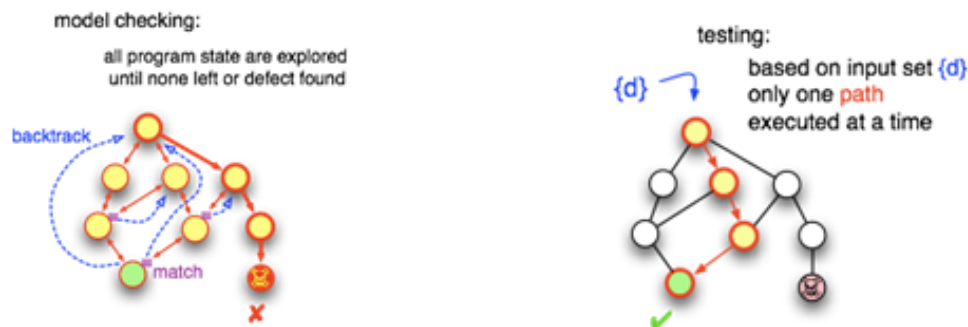 model checking:
all program state are explored
until none left or defect found
backtrack
match
testing:
{d}
based on input set {d}
only one path
executed at a time